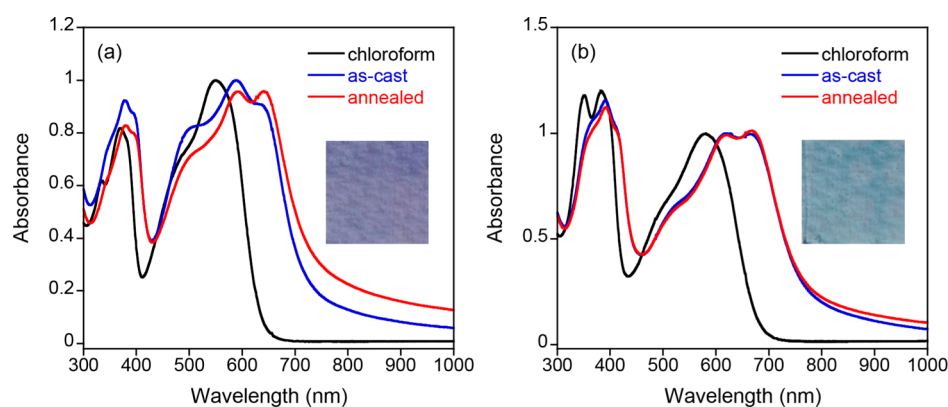 (a)
chloroform
as-cast
annealed
1.2
1
0.8
0.6
0.4
0.2
0
Absorbance
300 400 500 600 700 800 900 1000
Wavelength (nm)
(b)
chloroform
as-cast
annealed
1.5
1.0
0.5
0
Absorbance
300 400 500 600 700 800 900 1000
Wavelength (nm)